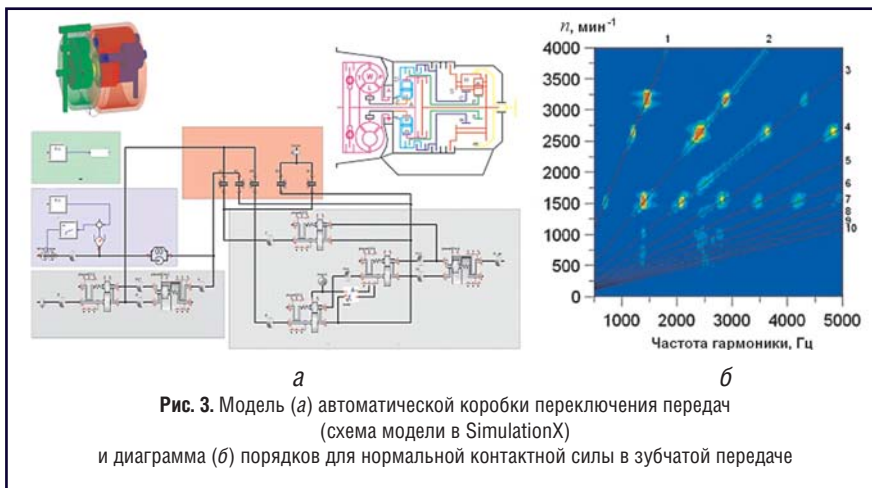 n, мин-1
4000
3500
3000
2500
2000
1500
1000
500
0
1
2
3
4
5
6
7
8
9
10
1000 2000 3000 4000 5000
Частота гармоники, Гц
а
б
Рис. 3. Модель (а) автоматической коробки переключения передач
(схема модели в SimulationX)
и диаграмма (б) порядков для нормальной контактной силы в зубчатой передаче